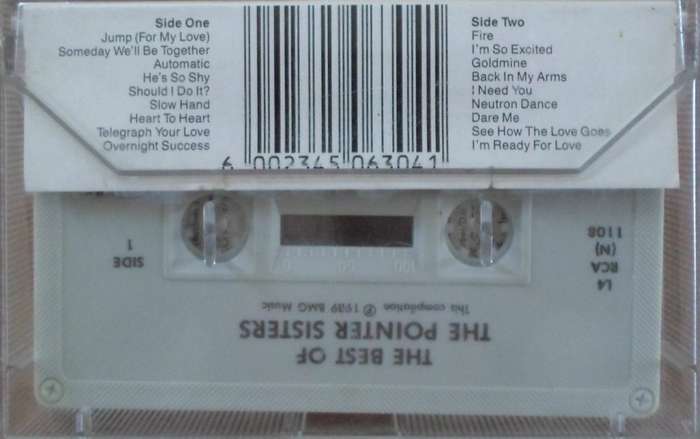 Side One
Jump (For My Love)
Someday We'll Be Together
Automatic
He's So Shy
Should I Do It?
Slow Hand
Heart To Heart
Telegraph Your Love
Overnight Success
6 002345 063041
Side Two
Fire
I'm So Excited
Goldmine
Back In My Arms
I Need You
Neutron Dance
Dare Me
See How The Love Goes
I'm Ready For Love
THE BEST OF
THE POINTER SISTERS
This compilation ℗ 1989 BMG Music
L4
RCA
(N)
1108
SIDE
1
100 50 0